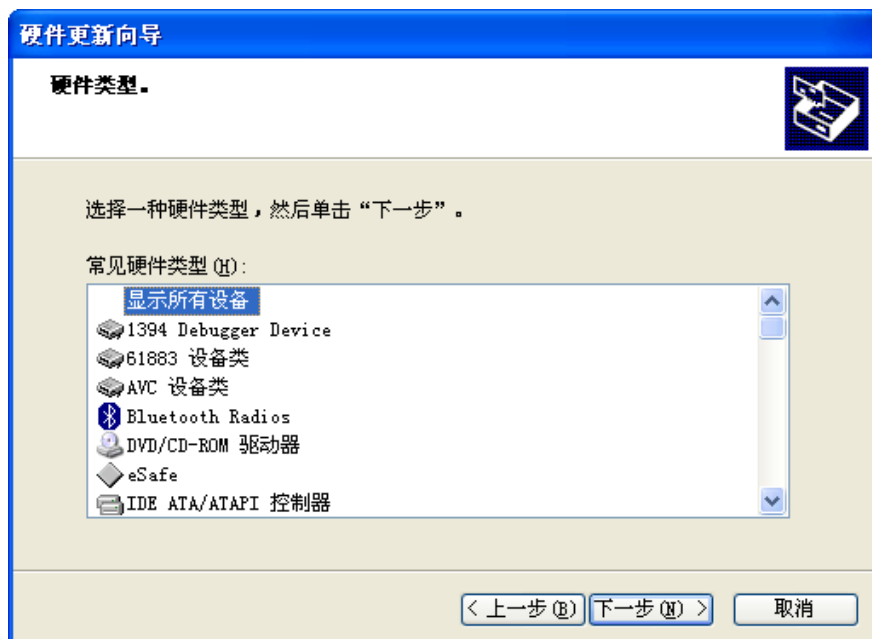 硬件更新向导
硬件类型。
选择一种硬件类型，然后单击“下一步”。
常见硬件类型(H):
显示所有设备
1394 Debugger Device
61883 设备类
AVC 设备类
Bluetooth Radios
DVD/CD-ROM 驱动器
eSafe
IDE ATA/ATAPI 控制器
< 上一步(B) 下一步(N) > 取消